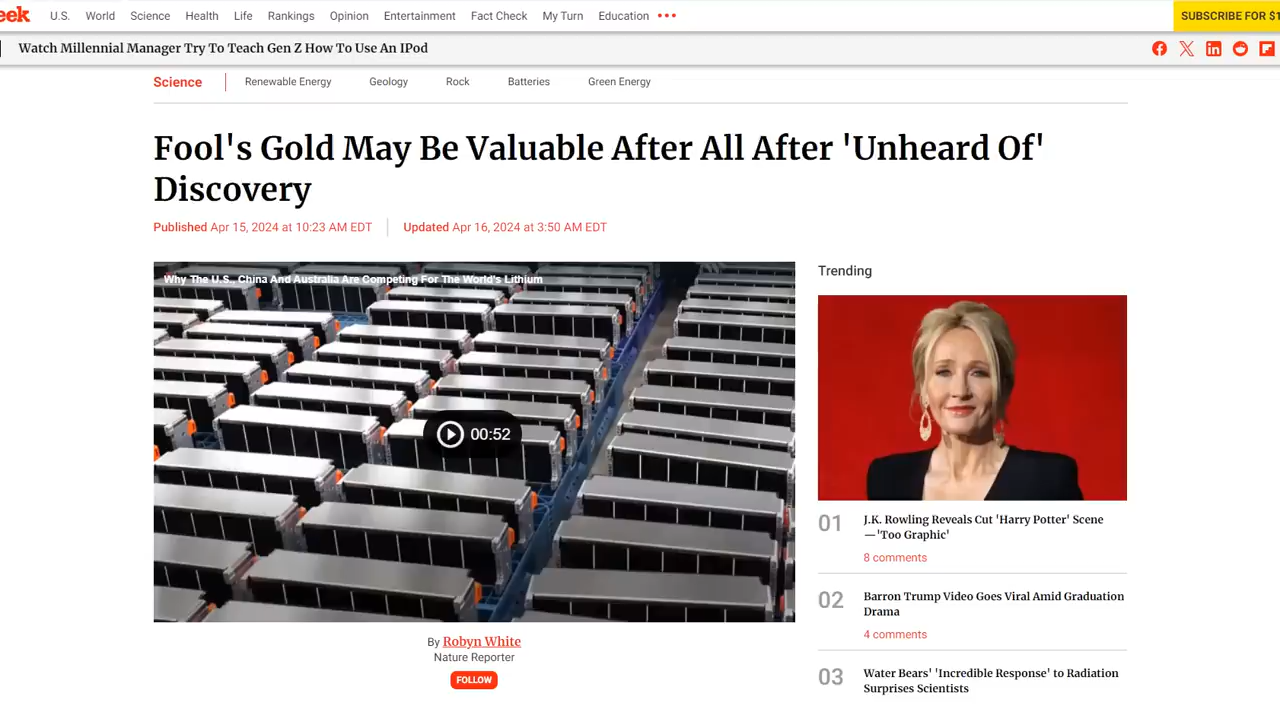 eek U.S. World Science Health Life Rankings Opinion Entertainment Fact Check My Turn Education ••• SUBSCRIBE FOR $1
Watch Millennial Manager Try To Teach Gen Z How To Use An IPod
Science Renewable Energy Geology Rock Batteries Green Energy
Fool's Gold May Be Valuable After All After 'Unheard Of'
Discovery
Published Apr 15, 2024 at 10:23 AM EDT Updated Apr 16, 2024 at 3:50 AM EDT
Why The U.S., China And Australia Are Competing For The World's Lithium
00:52
By Robyn White
Nature Reporter
FOLLOW
Trending
01 J.K. Rowling Reveals Cut 'Harry Potter' Scene
—'Too Graphic'
8 comments
02 Barron Trump Video Goes Viral Amid Graduation
Drama
4 comments
03 Water Bears' 'Incredible Response' to Radiation
Surprises Scientists